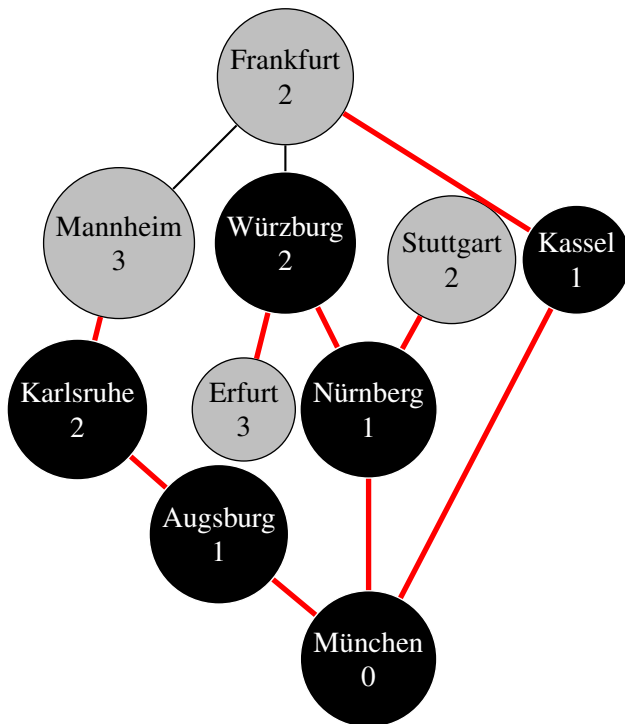 Frankfurt
2
Mannheim
3
Würzburg
2
Stuttgart
2
Kassel
1
Karlsruhe
2
Erfurt
3
Nürnberg
1
Augsburg
1
München
0